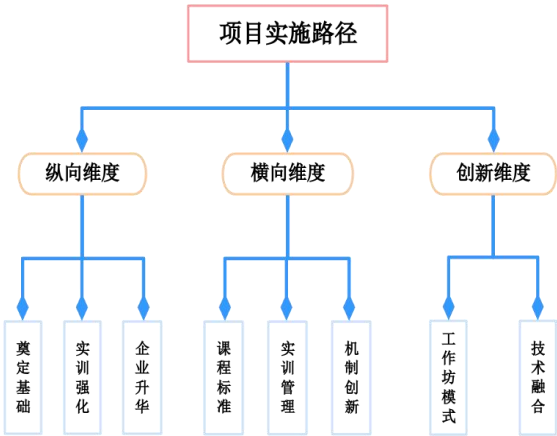 项目实施路径
纵向维度
横向维度
创新维度
奠定基础
实训强化
企业升华
课程标准
实训管理
机制创新
工作坊模式
技术融合